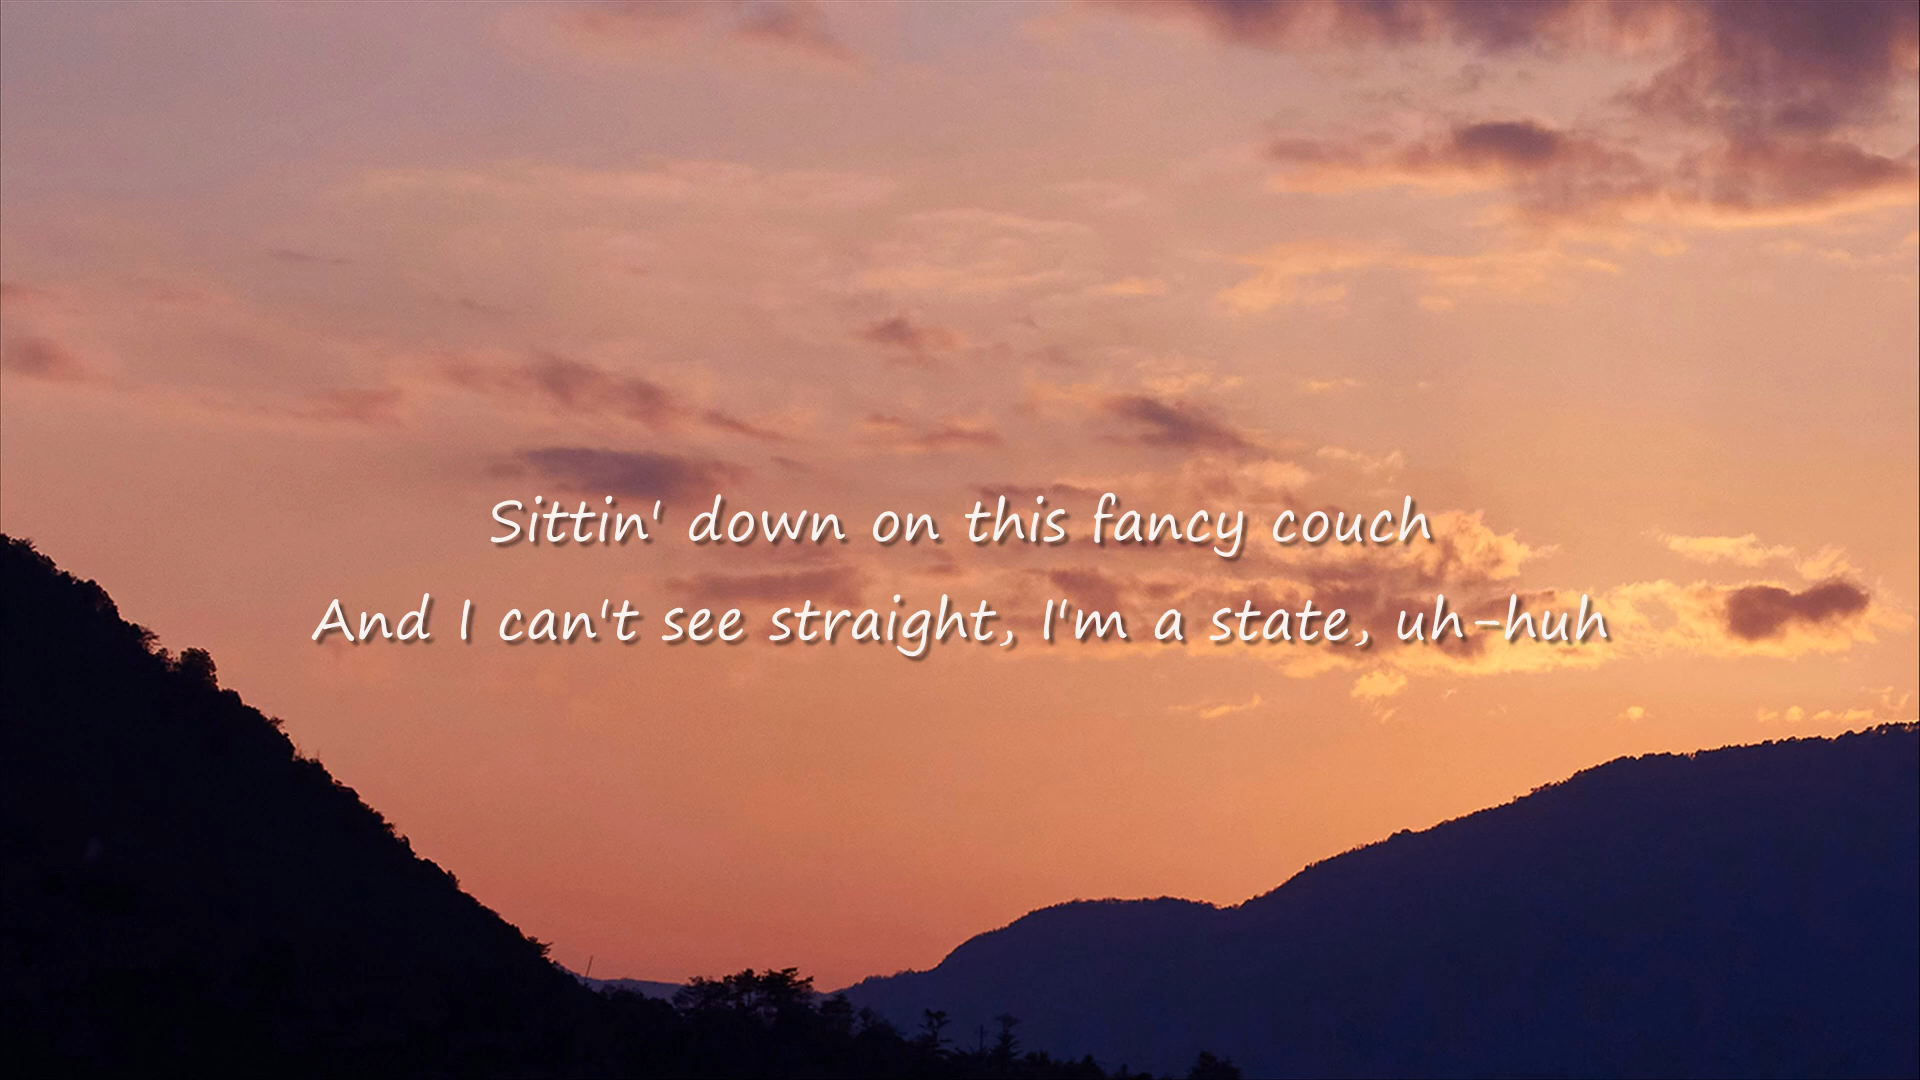 Sittin' down on this fancy couch
And I can't see straight, I'm a state, uh-huh